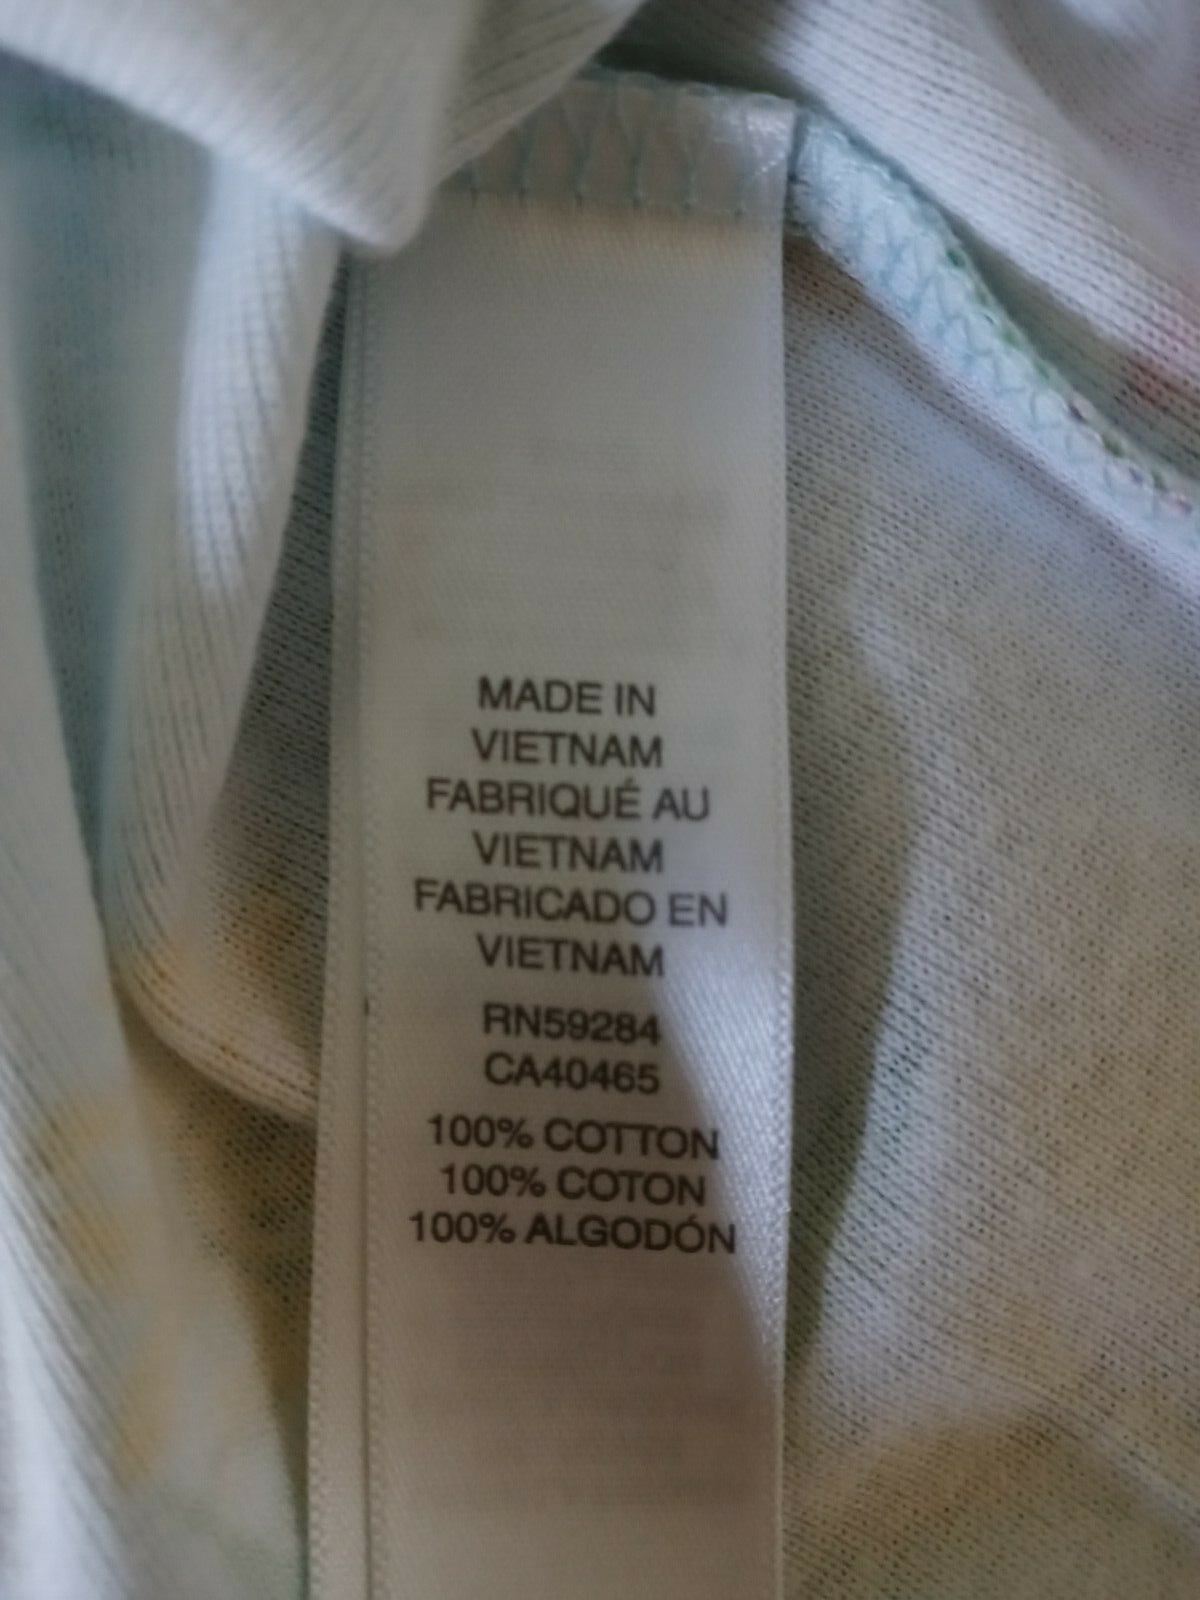 MADE IN
VIETNAM
FABRIQUÉ AU
VIETNAM
FABRICADO EN
VIETNAM
RN59284
CA40465
100% COTTON
100% COTON
100% ALGODÓN